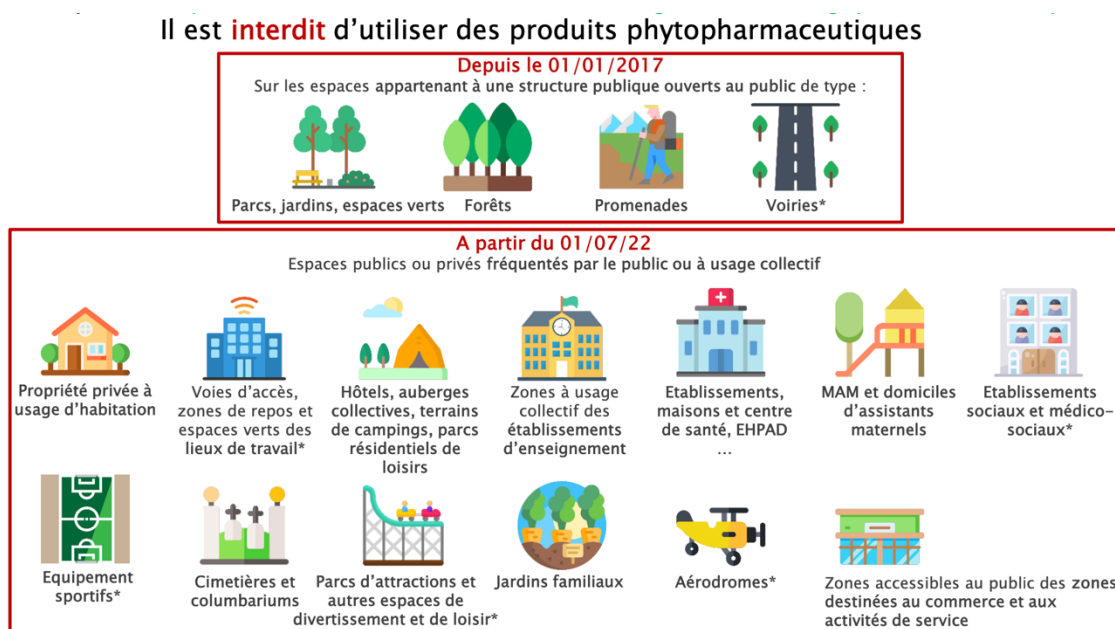 Il est interdit d’utiliser des produits phytopharmaceutiques
Depuis le 01/01/2017
Sur les espaces appartenant à une structure publique ouverts au public de type :
Parcs, jardins, espaces verts
Forêts
Promenades
Voiries*
A partir du 01/07/22
Espaces publics ou privés fréquentés par le public ou à usage collectif
Propriété privée à
usage d’habitation
Voies d’accès,
zones de repos et
espaces verts des
lieux de travail*
Hôtels, auberges
collectives, terrains
de campings, parcs
résidentiels de
loisirs
Zones à usage
collectif des
établissements
d’enseignement
Etablissements,
maisons et centre
de santé, EHPAD
...
MAM et domiciles
d’assistants
maternels
Etablissements
sociaux et médico-
sociaux*
Equipement
sportifs*
Cimetières et
columbariums
Parcs d’attractions et
autres espaces de
divertissement et de loisir*
Jardins familiaux
Aérodromes*
Zones accessibles au public des zones
destinées au commerce et aux
activités de service